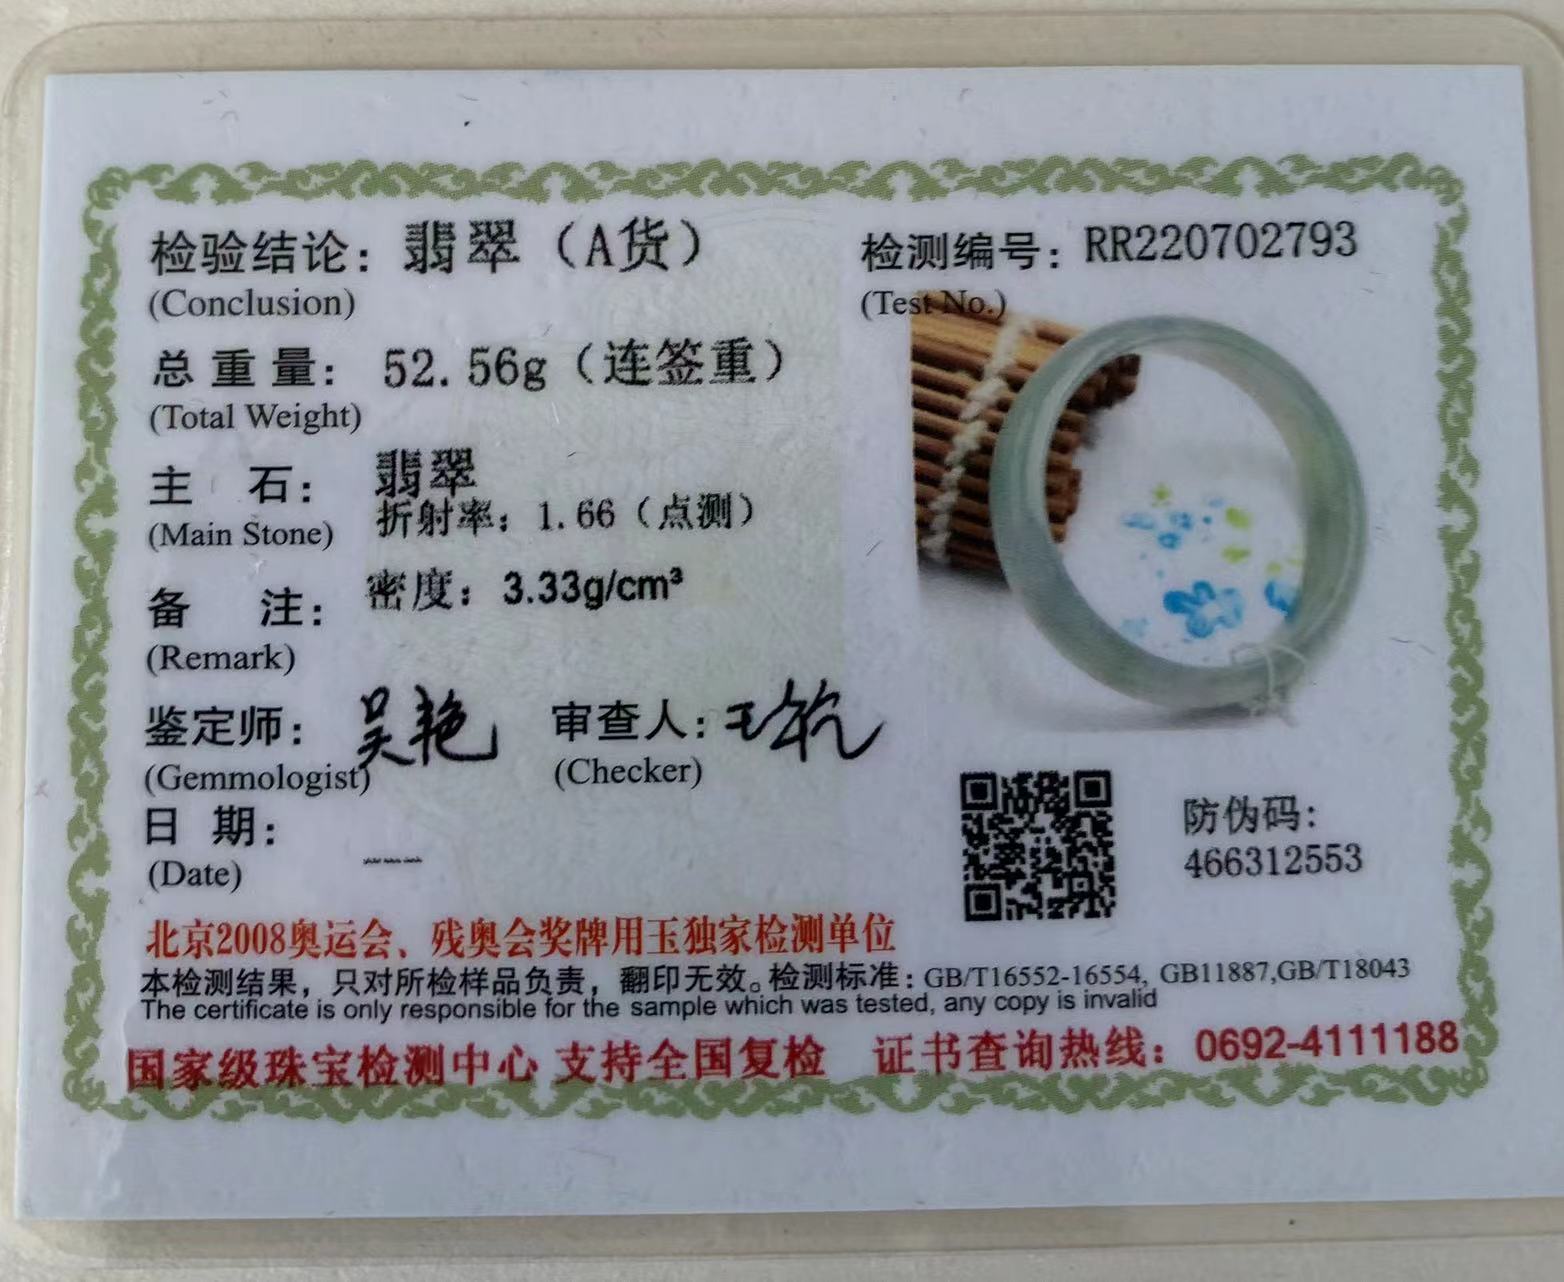 检验结论：翡翠（A货）
(Conclusion)
检测编号：RR220702793
(Test No.)
总重量：52.56g（连签重）
(Total Weight)
主 石：翡翠
(Main Stone)
折射率：1.66（点测）
备 注：密度：3.33g/cm³
(Remark)
鉴定师：吴艳
(Gemmologist)
审查人：
(Checker)
日 期：
(Date)
防伪码：
466312553
北京2008奥运会、残奥会奖牌用玉独家检测单位
本检测结果，只对所检样品负责，翻印无效。检测标准：GB/T16552-16554, GB11887,GB/T18043
The certificate is only responsible for the sample which was tested, any copy is invalid
国家级珠宝检测中心 支持全国复检 证书查询热线：0692-4111188